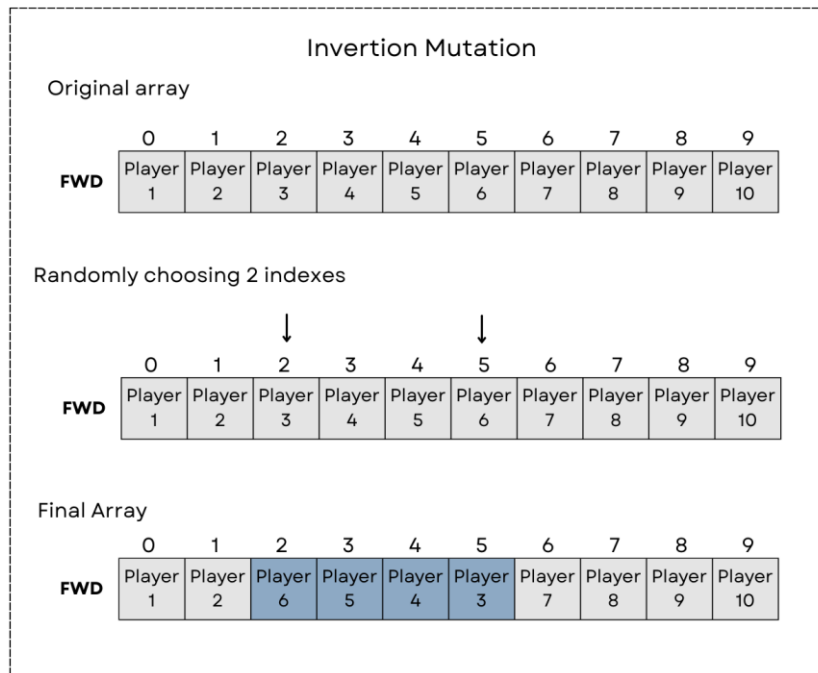 Invertion Mutation
Original array
0 1 2 3 4 5 6 7 8 9
FWD Player 1 Player 2 Player 3 Player 4 Player 5 Player 6 Player 7 Player 8 Player 9 Player 10
Randomly choosing 2 indexes
0 1 2 3 4 5 6 7 8 9
FWD Player 1 Player 2 Player 3 Player 4 Player 5 Player 6 Player 7 Player 8 Player 9 Player 10
Final Array
0 1 2 3 4 5 6 7 8 9
FWD Player 1 Player 2 Player 6 Player 5 Player 4 Player 3 Player 7 Player 8 Player 9 Player 10